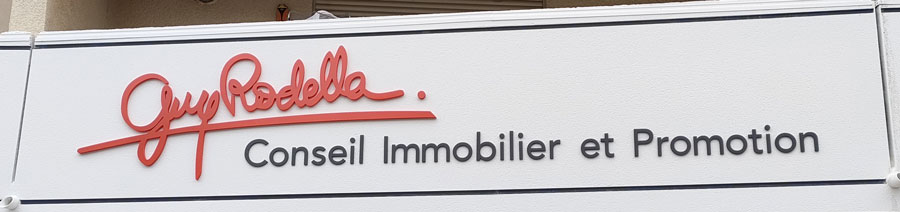 Guy Rodella.
Conseil Immobilier et Promotion